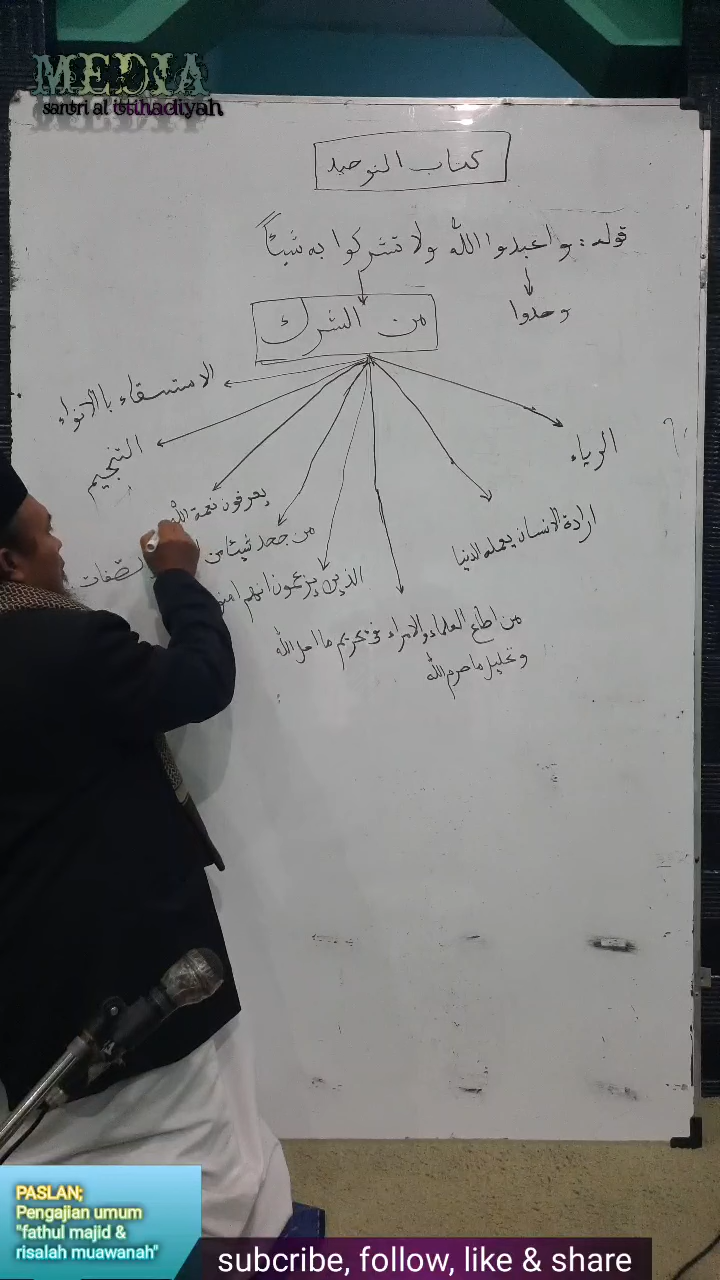 MEDIA
santri al ittihadiyah
كتاب التوحيد
قوله: واعبدوا الله ولا تشركوا به شيئاً
وحدوا
من الشرك
الاستسقاء باالأنواء
التنجيم
يعرفون نعمة الله
من جحد شيئا من الصفات
الذين يزعمون انهم امنوا
من اطاع العلماء والامراء في تحريم ما احل الله
وتحليل ما حرم الله
ارادة الانسان بعمله الدنيا
الرياء
PASLAN;
Pengajian umum
"fathul majid &
risalah muawanah"
subcribe, follow, like & share